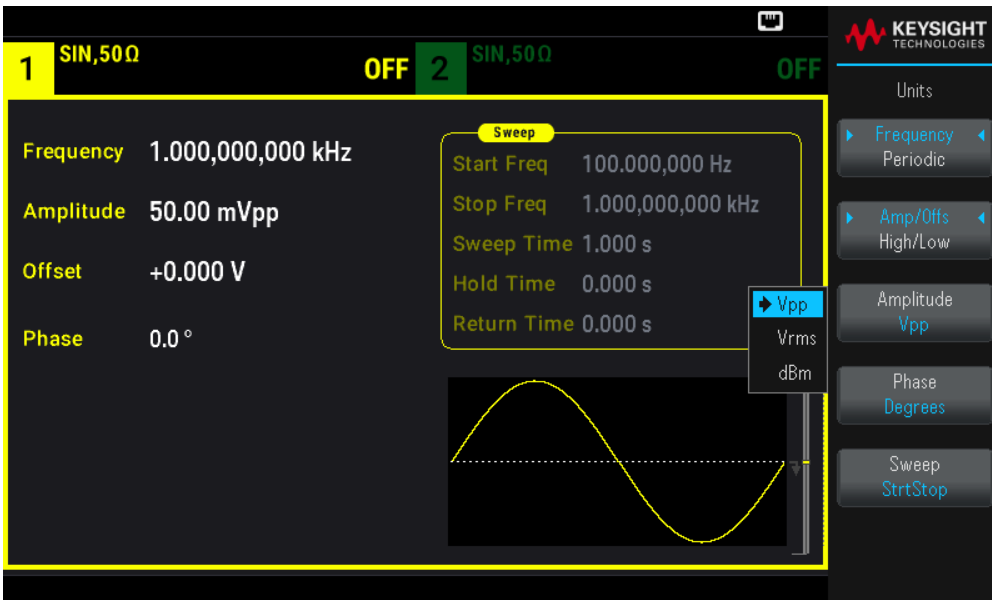 1 SIN,50Ω OFF 2 SIN,50Ω OFF
Frequency 1.000,000,000 kHz
Amplitude 50.00 mVpp
Offset +0.000 V
Phase 0.0 °
Sweep
Start Freq 100.000,000 Hz
Stop Freq 1.000,000,000 kHz
Sweep Time 1.000 s
Hold Time 0.000 s
Return Time 0.000 s
Vpp
Vrms
dBm
KEYSIGHT
TECHNOLOGIES
Units
Frequency
Periodic
Amp/Offs
High/Low
Amplitude
Vpp
Phase
Degrees
Sweep
StrtStop